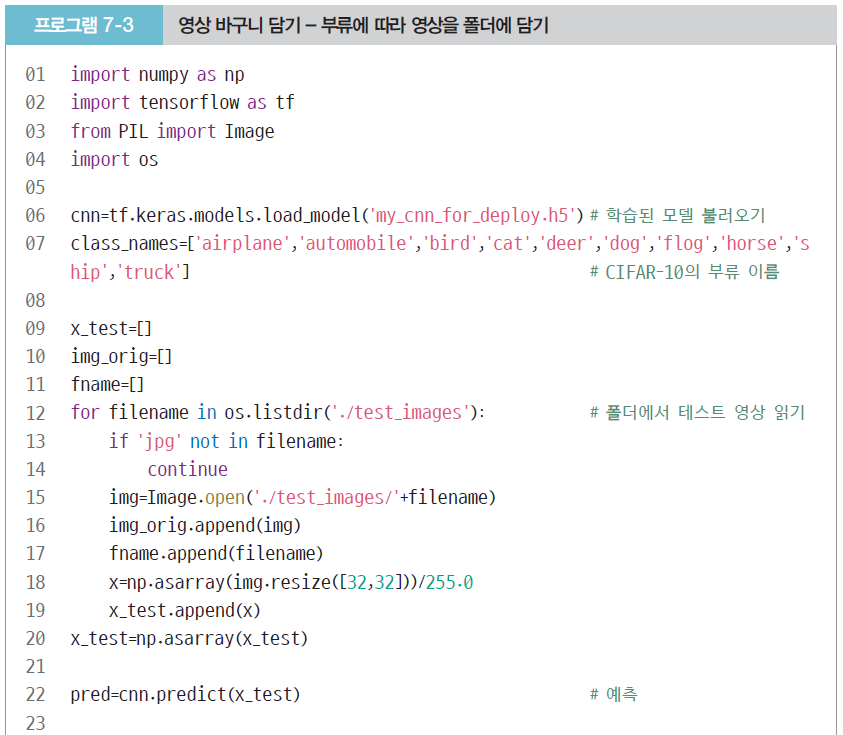 프로그램 7-3 영상 바구니 담기 – 부류에 따라 영상을 폴더에 담기
01 import numpy as np
02 import tensorflow as tf
03 from PIL import Image
04 import os
05
06 cnn=tf.keras.models.load_model('my_cnn_for_deploy.h5') # 학습된 모델 불러오기
07 class_names=['airplane','automobile','bird','cat','deer','dog','flog','horse','s
hip','truck'] # CIFAR-10의 부류 이름
08
09 x_test=[]
10 img_orig=[]
11 fname=[]
12 for filename in os.listdir('./test_images'): # 폴더에서 테스트 영상 읽기
13     if 'jpg' not in filename:
14         continue
15     img=Image.open('./test_images/'+filename)
16     img_orig.append(img)
17     fname.append(filename)
18     x=np.asarray(img.resize([32,32]))/255.0
19     x_test.append(x)
20 x_test=np.asarray(x_test)
21
22 pred=cnn.predict(x_test) # 예측
23